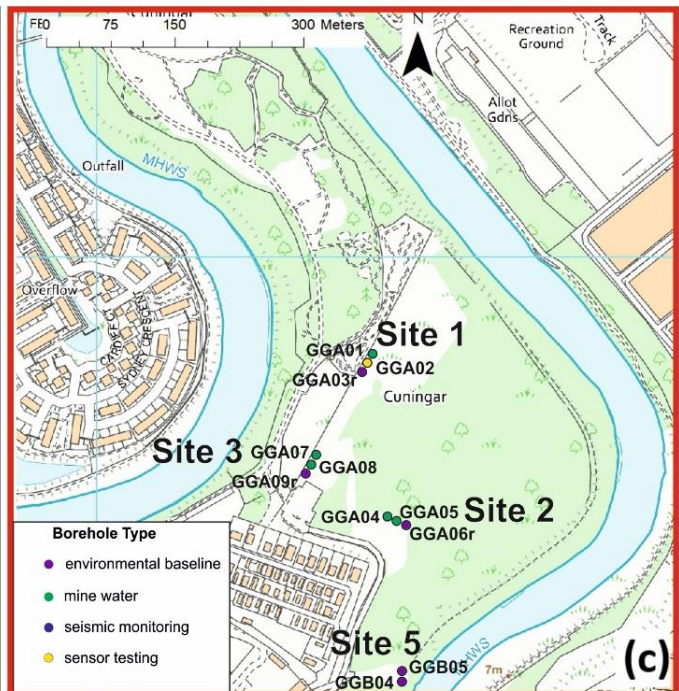 FE0 75 150 300 Meters
N
Recreation
Ground
Track
Allot
Gdns
Outfall
MHWS
Overflow
CARDYFE CT
SYDNEY CRESCENT
Site 1
GGA01
GGA02
GGA03r
Cuningar
Site 3
GGA07
GGA08
GGA09r
GGA04
GGA05
GGA06r
Site 2
Borehole Type
environmental baseline
mine water
seismic monitoring
sensor testing
Site 5
GGB05
GGB04
7m
(c)